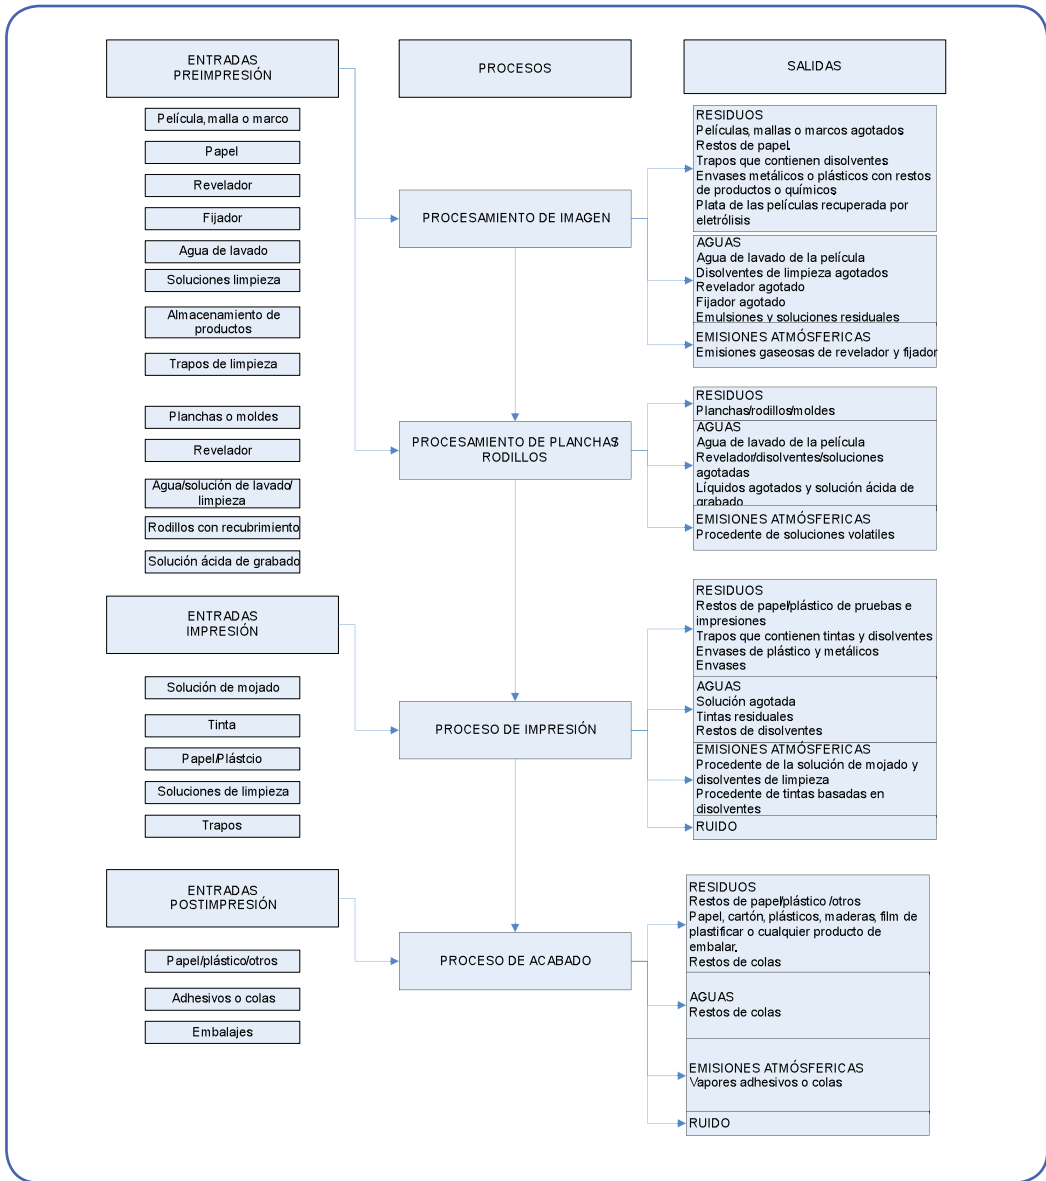 ENTRADAS
PREIMPRESIÓN
Película, malla o marco
Papel
Revelador
Fijador
Agua de lavado
Soluciones limpieza
Almacenamiento de
productos
Trapos de limpieza
Planchas o moldes
Revelador
Agua/solución de lavado/
limpieza
Rodillos con recubrimiento
Solución ácida de grabado
ENTRADAS
IMPRESIÓN
Solución de mojado
Tinta
Papel/Plástcio
Soluciones de limpieza
Trapos
ENTRADAS
POSTIMPRESIÓN
Papel/plástico/otros
Adhesivos o colas
Embalajes
PROCESOS
PROCESAMIENTO DE IMAGEN
PROCESAMIENTO DE PLANCHAS/
RODILLOS
PROCESO DE IMPRESIÓN
PROCESO DE ACABADO
SALIDAS
RESIDUOS
Películas, mallas o marcos agotados
Restos de papel.
Trapos que contienen disolventes
Envases metálicos o plásticos con restos
de productos o químicos
Plata de las películas recuperada por
eletrólisis
AGUAS
Agua de lavado de la película
Disolventes de limpieza agotados
Revelador agotado
Fijador agotado
Emulsiones y soluciones residuales
EMISIONES ATMÓSFERICAS
Emisiones gaseosas de revelador y fijador
RESIDUOS
Planchas/rodillos/moldes
AGUAS
Agua de lavado de la película
Revelador/disolventes/soluciones
agotadas
Líquidos agotados y solución ácida de
grabado
EMISIONES ATMÓSFERICAS
Procedente de soluciones volatiles
RESIDUOS
Restos de papel/plástico de pruebas e
impresiones
Trapos que contienen tintas y disolventes
Envases de plástico y metálicos
Envases
AGUAS
Solución agotada
Tintas residuales
Restos de disolventes
EMISIONES ATMÓSFERICAS
Procedente de la solución de mojado y
disolventes de limpieza
Procedente de tintas basadas en
disolventes
RUIDO
RESIDUOS
Restos de papel/plástico /otros
Papel, cartón, plásticos, maderas, film de
plastificar o cualquier producto de
embalar.
Restos de colas
AGUAS
Restos de colas
EMISIONES ATMÓSFERICAS
Vapores adhesivos o colas
RUIDO